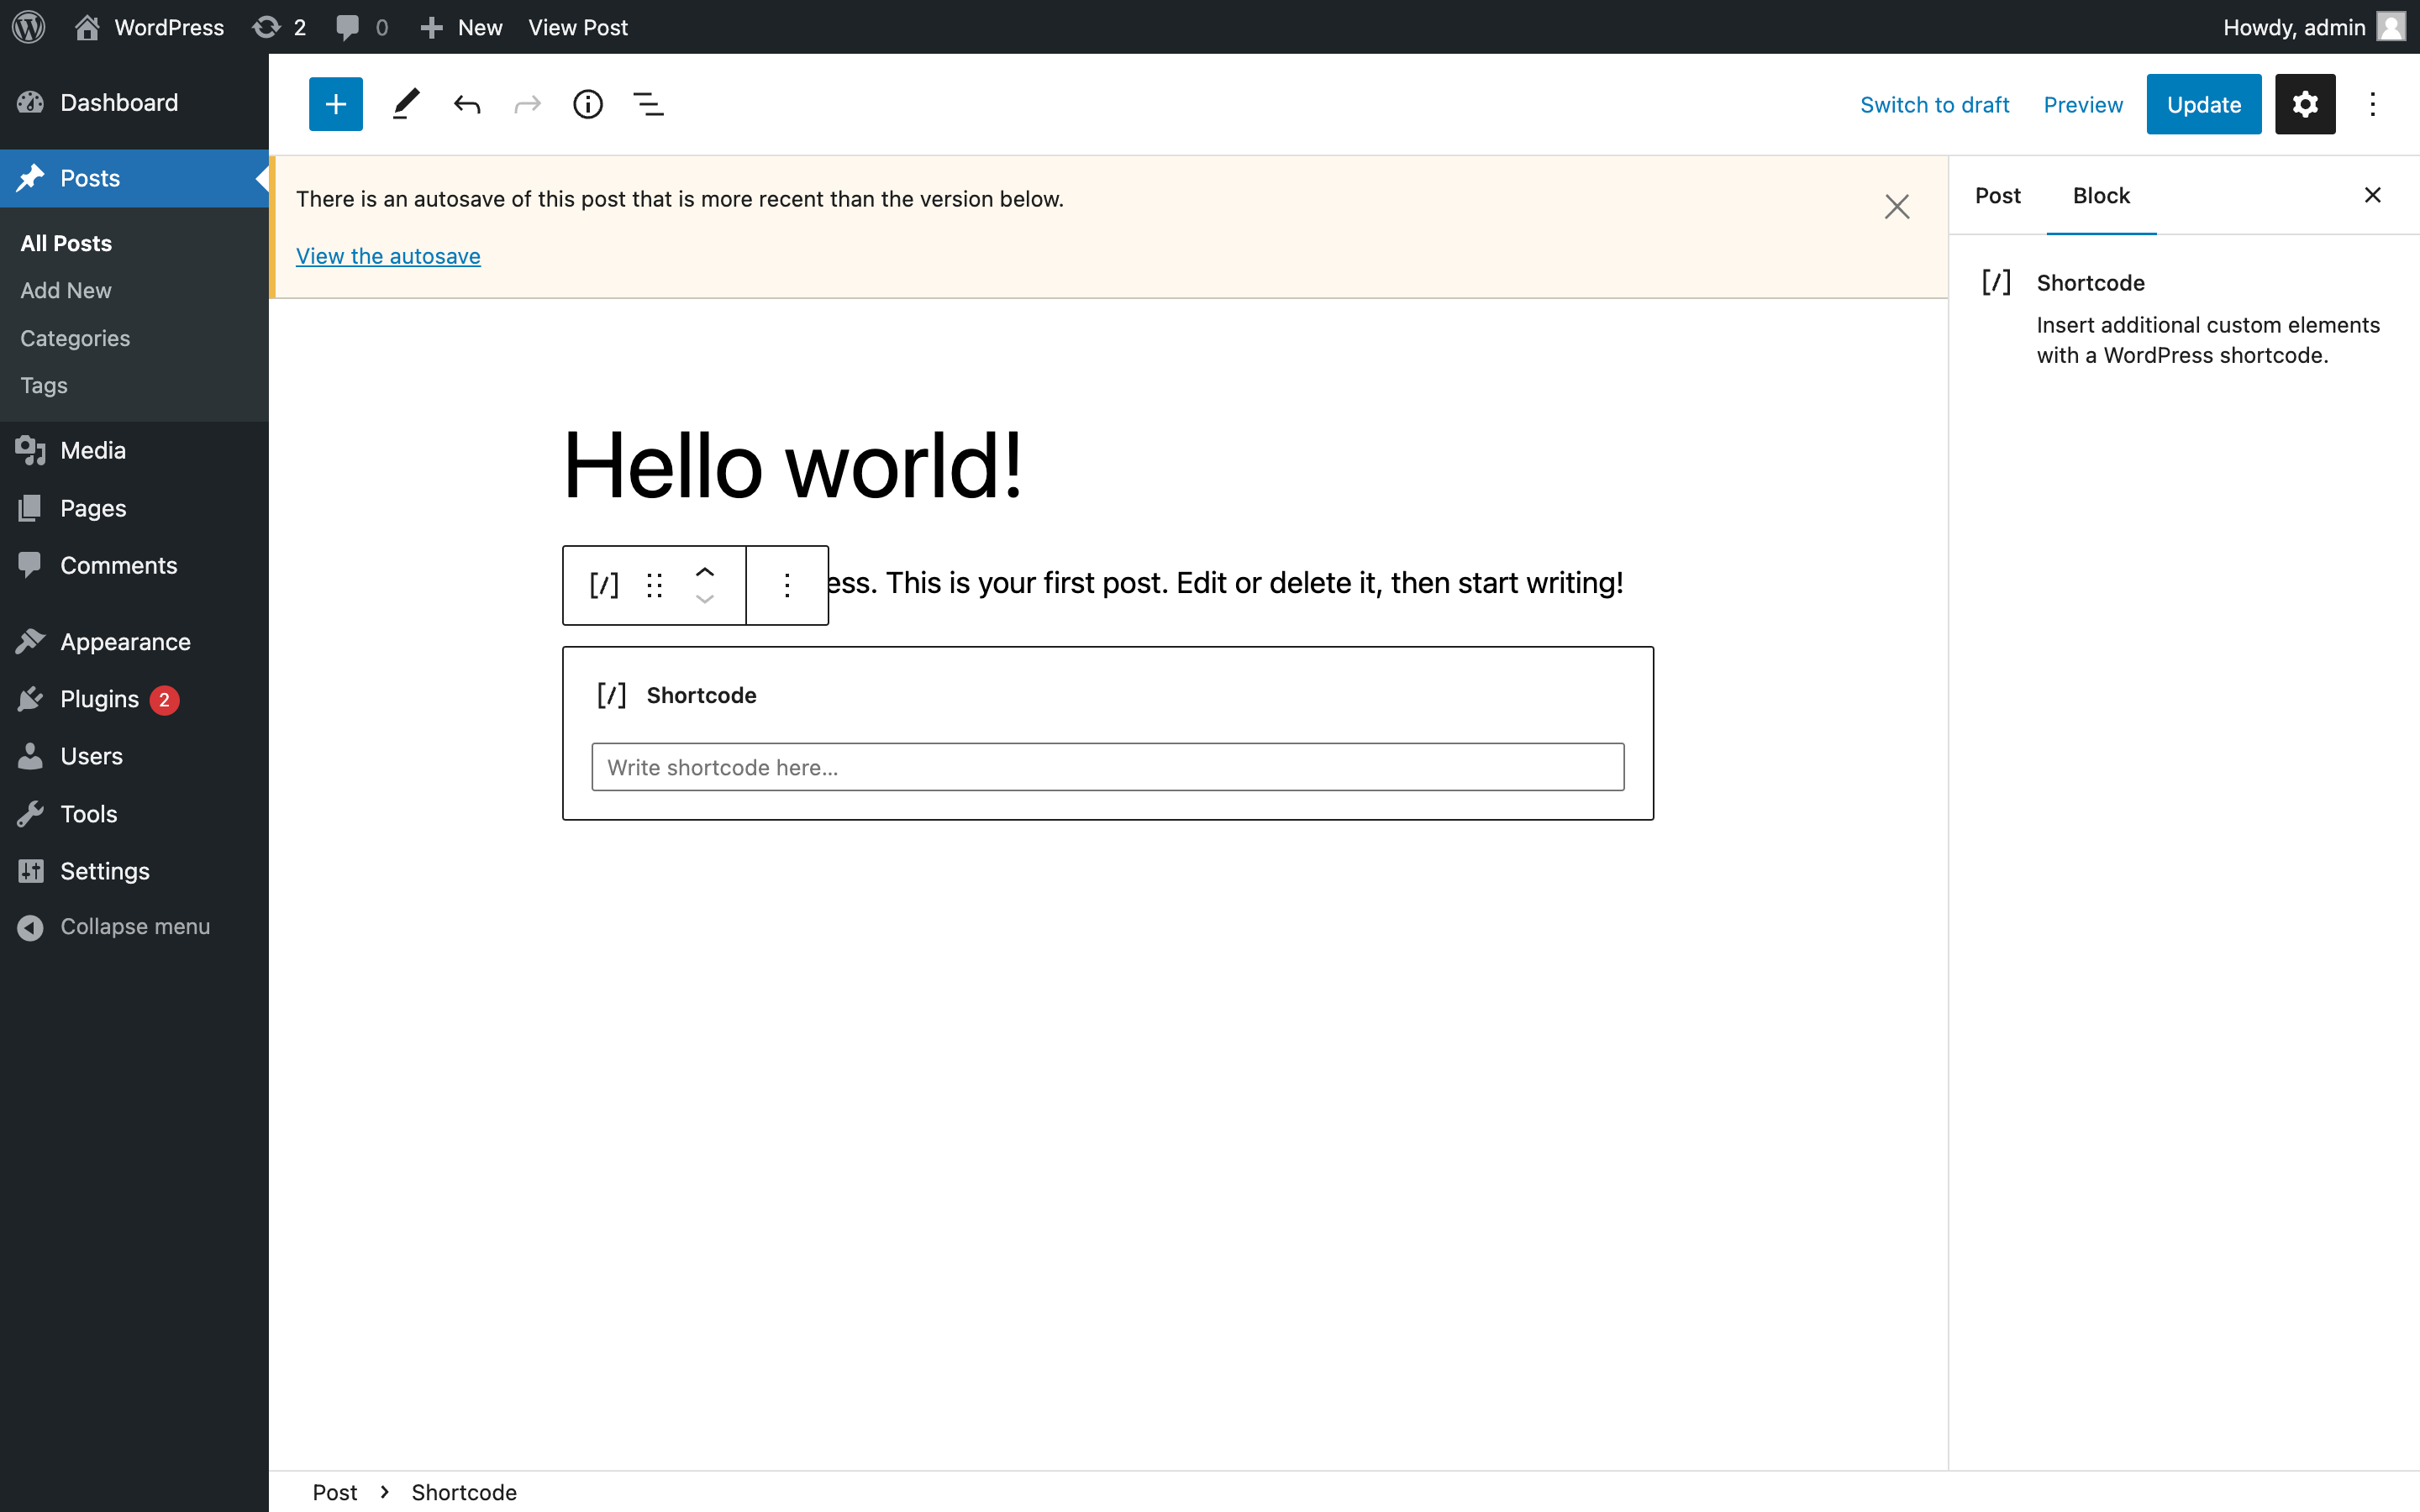 WordPress
2
0
New
View Post
Howdy, admin
Dashboard
Posts
All Posts
Add New
Categories
Tags
Media
Pages
Comments
Appearance
Plugins 2
Users
Tools
Settings
Collapse menu
Switch to draft
Preview
Update
There is an autosave of this post that is more recent than the version below.
View the autosave
Hello world!
ess. This is your first post. Edit or delete it, then start writing!
[/] Shortcode
Write shortcode here...
Post
Block
[/] Shortcode
Insert additional custom elements
with a WordPress shortcode.
Post › Shortcode